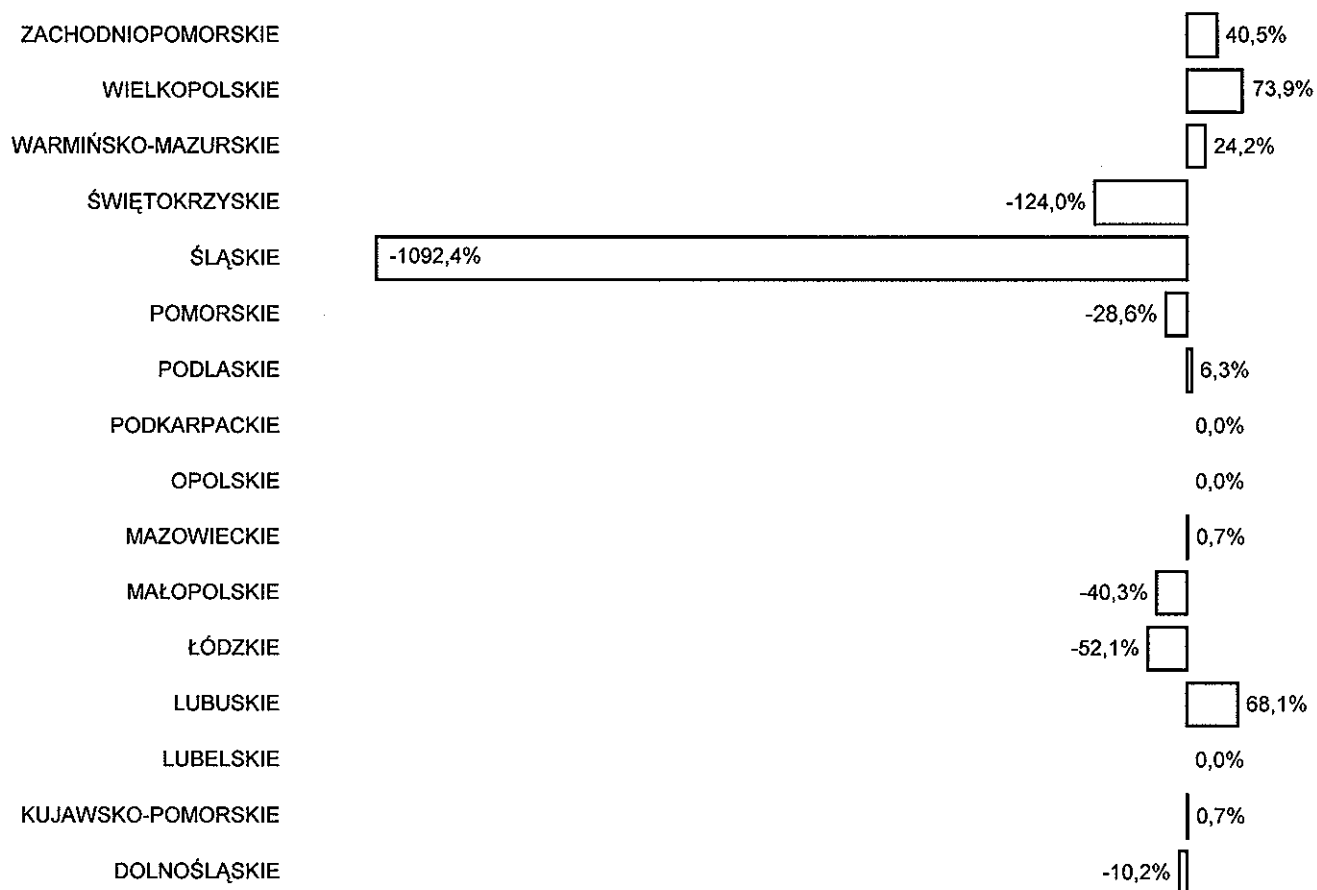 ZACHODNIOPOMORSKIE 40,5%
WIELKOPOLSKIE 73,9%
WARMIŃSKO-MAZURSKIE 24,2%
ŚWIĘTOKRZYSKIE -124,0%
ŚLĄSKIE -1092,4%
POMORSKIE -28,6%
PODLASKIE 6,3%
PODKARPACKIE 0,0%
OPOLSKIE 0,0%
MAZOWIECKIE 0,7%
MAŁOPOLSKIE -40,3%
ŁÓDZKIE -52,1%
LUBUSKIE 68,1%
LUBELSKIE 0,0%
KUJAWSKO-POMORSKIE 0,7%
DOLNOŚLĄSKIE -10,2%